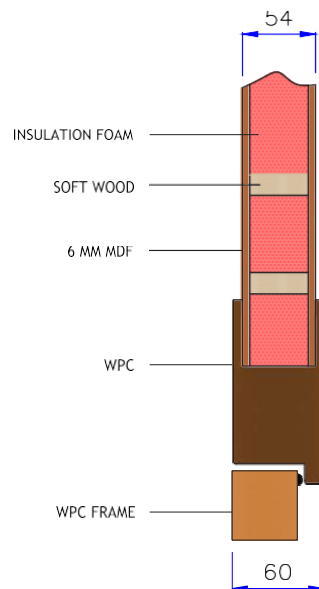 54
INSULATION FOAM
SOFT WOOD
6 MM MDF
WPC
WPC FRAME
60